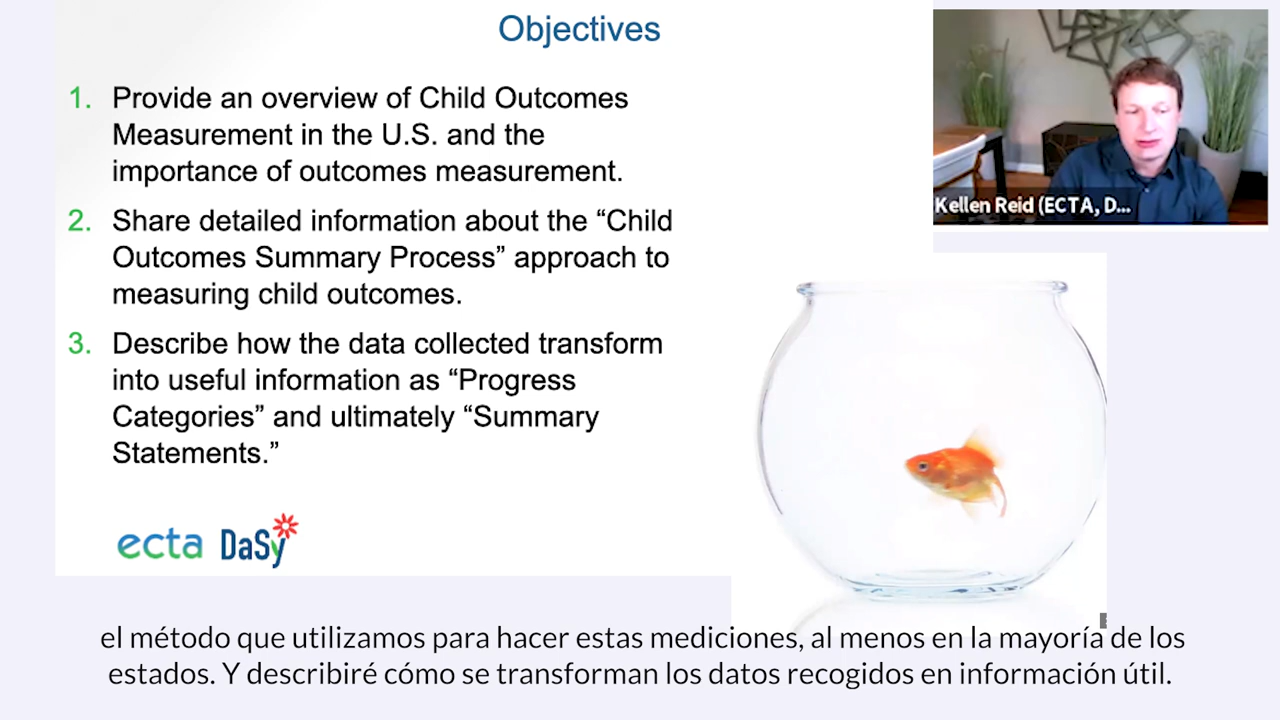 Objectives
1. Provide an overview of Child Outcomes
Measurement in the U.S. and the
importance of outcomes measurement.
2. Share detailed information about the “Child
Outcomes Summary Process” approach to
measuring child outcomes.
3. Describe how the data collected transform
into useful information as “Progress
Categories” and ultimately “Summary
Statements.”
ecta DaSy
Kellen Reid (ECTA, D...
el método que utilizamos para hacer estas mediciones, al menos en la mayoría de los
estados. Y describiré cómo se transforman los datos recogidos en información útil.